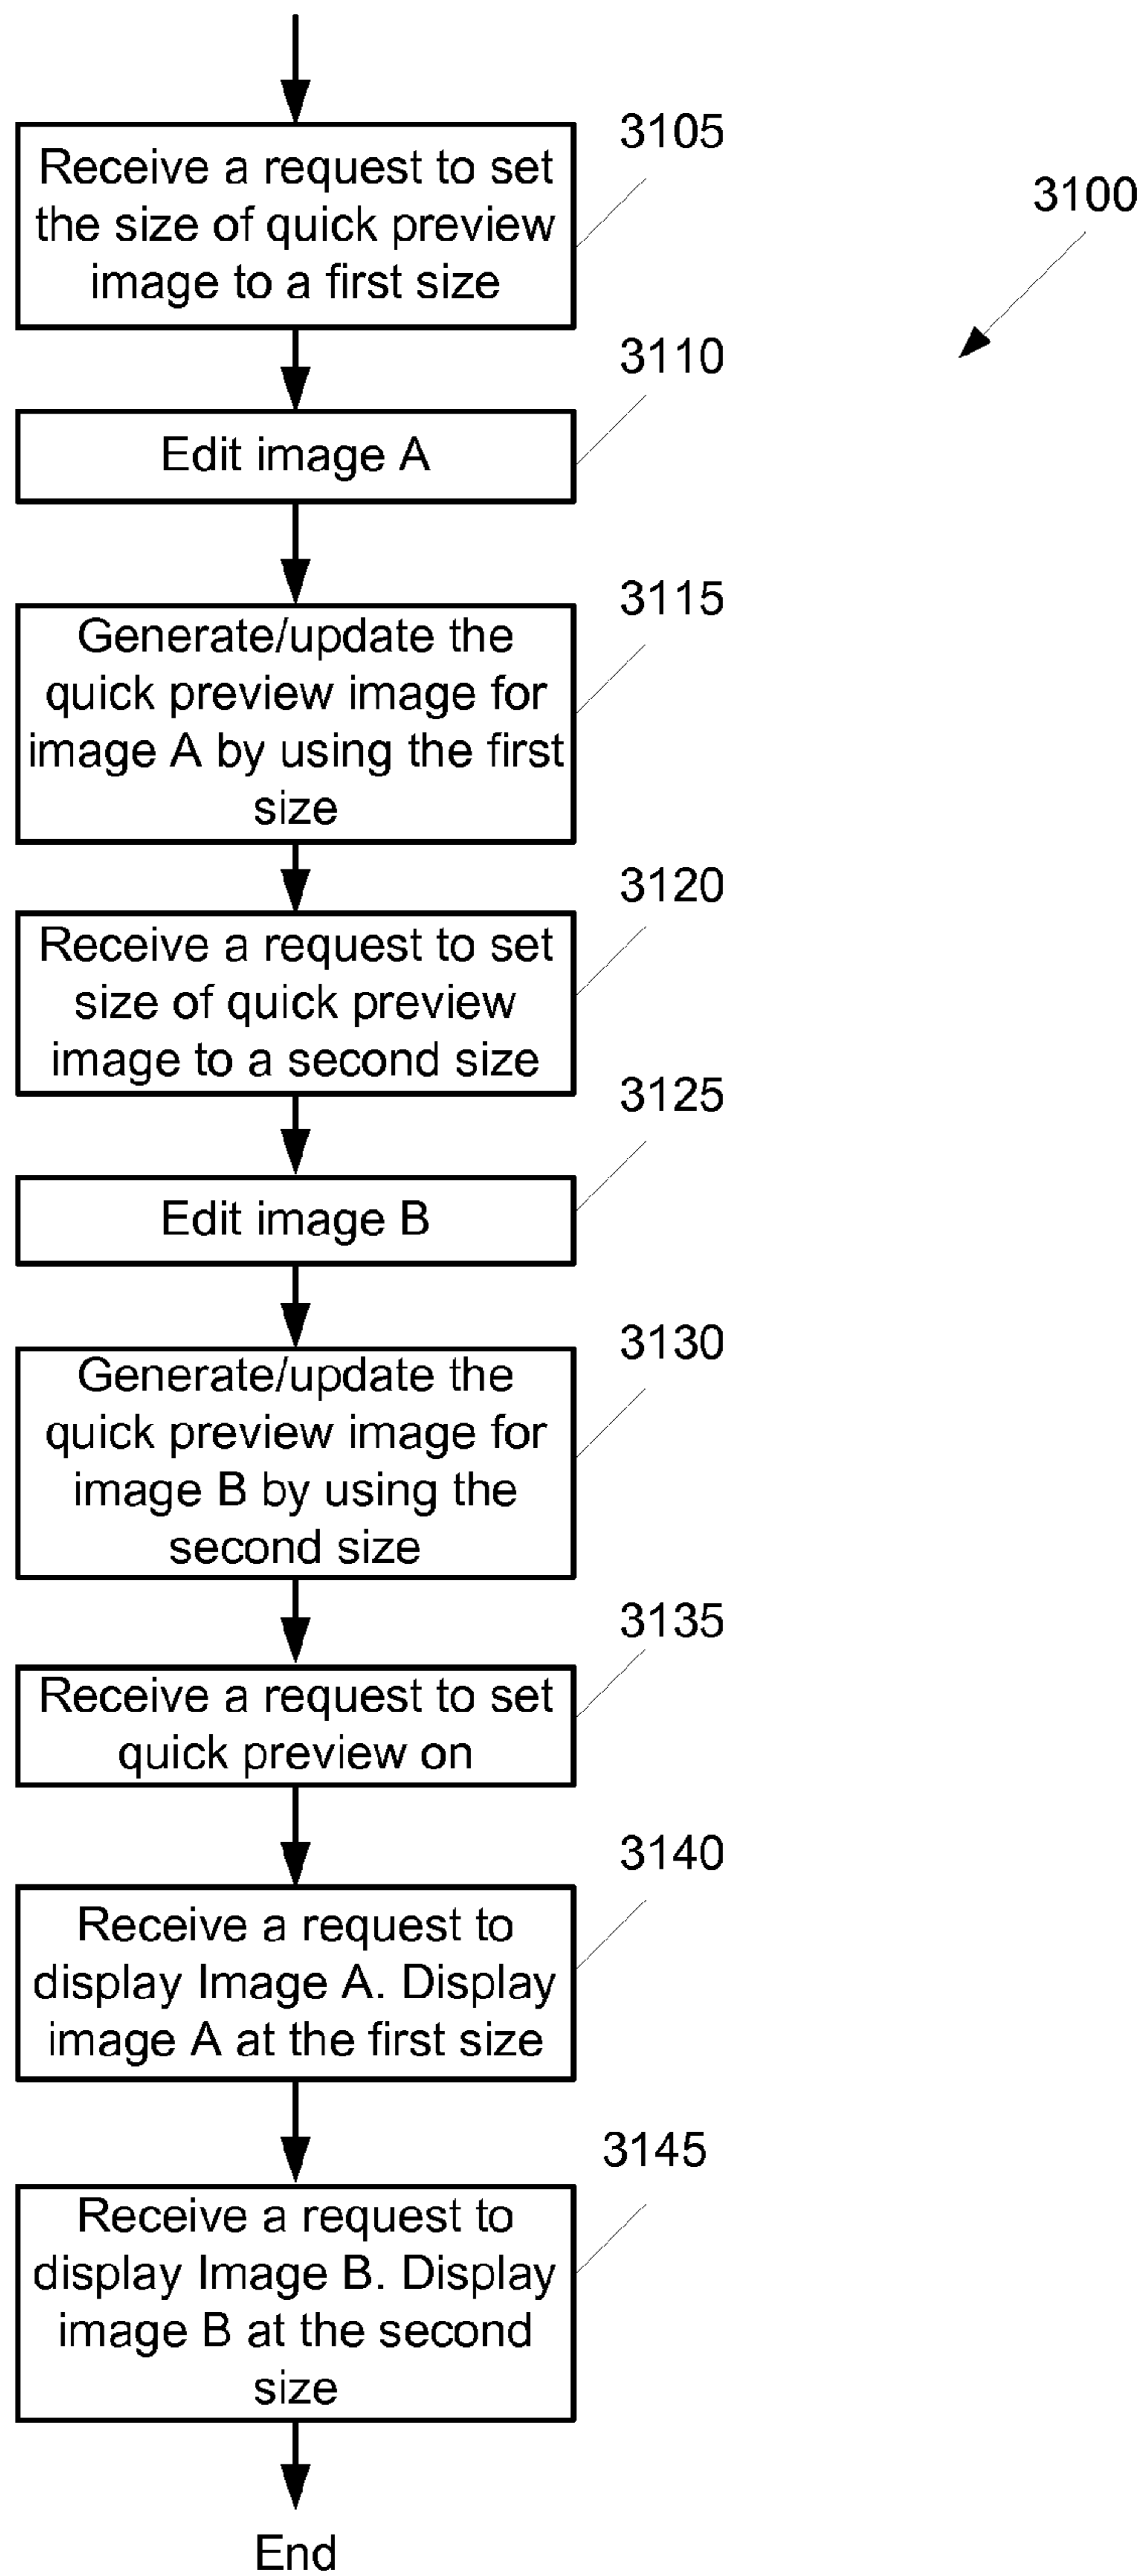 3105
Receive a request to set
the size of quick preview
image to a first size
3100
3110
Edit image A
3115
Generate/update the
quick preview image for
image A by using the first
size
3120
Receive a request to set
size of quick preview
image to a second size
3125
Edit image B
3130
Generate/update the
quick preview image for
image B by using the
second size
3135
Receive a request to set
quick preview on
3140
Receive a request to
display Image A. Display
image A at the first size
3145
Receive a request to
display Image B. Display
image B at the second
size
End